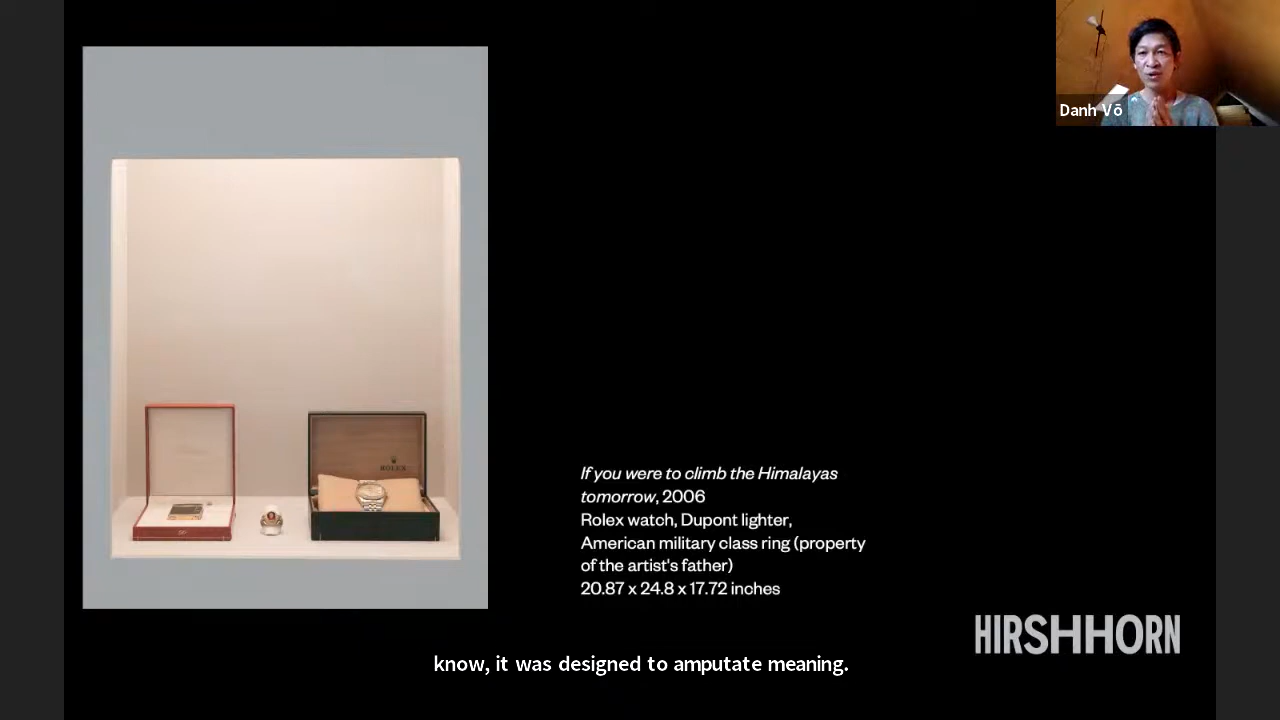 Danh Võ
ROLEX
If you were to climb the Himalayas
tomorrow, 2006
Rolex watch, Dupont lighter,
American military class ring (property
of the artist's father)
20.87 x 24.8 x 17.72 inches
HIRSHHORN
know, it was designed to amputate meaning.